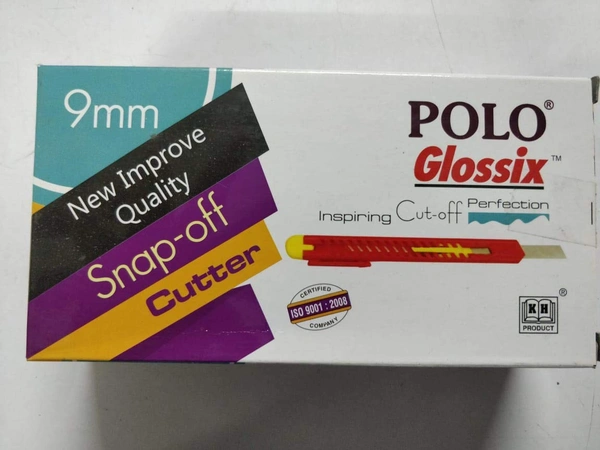 9mm
New Improve
Quality
Snap-off
Cutter
POLO®
Glossix™
Inspiring Cut-off Perfection
CERTIFIED
ISO 9001 : 2008
COMPANY
®
KH
PRODUCT